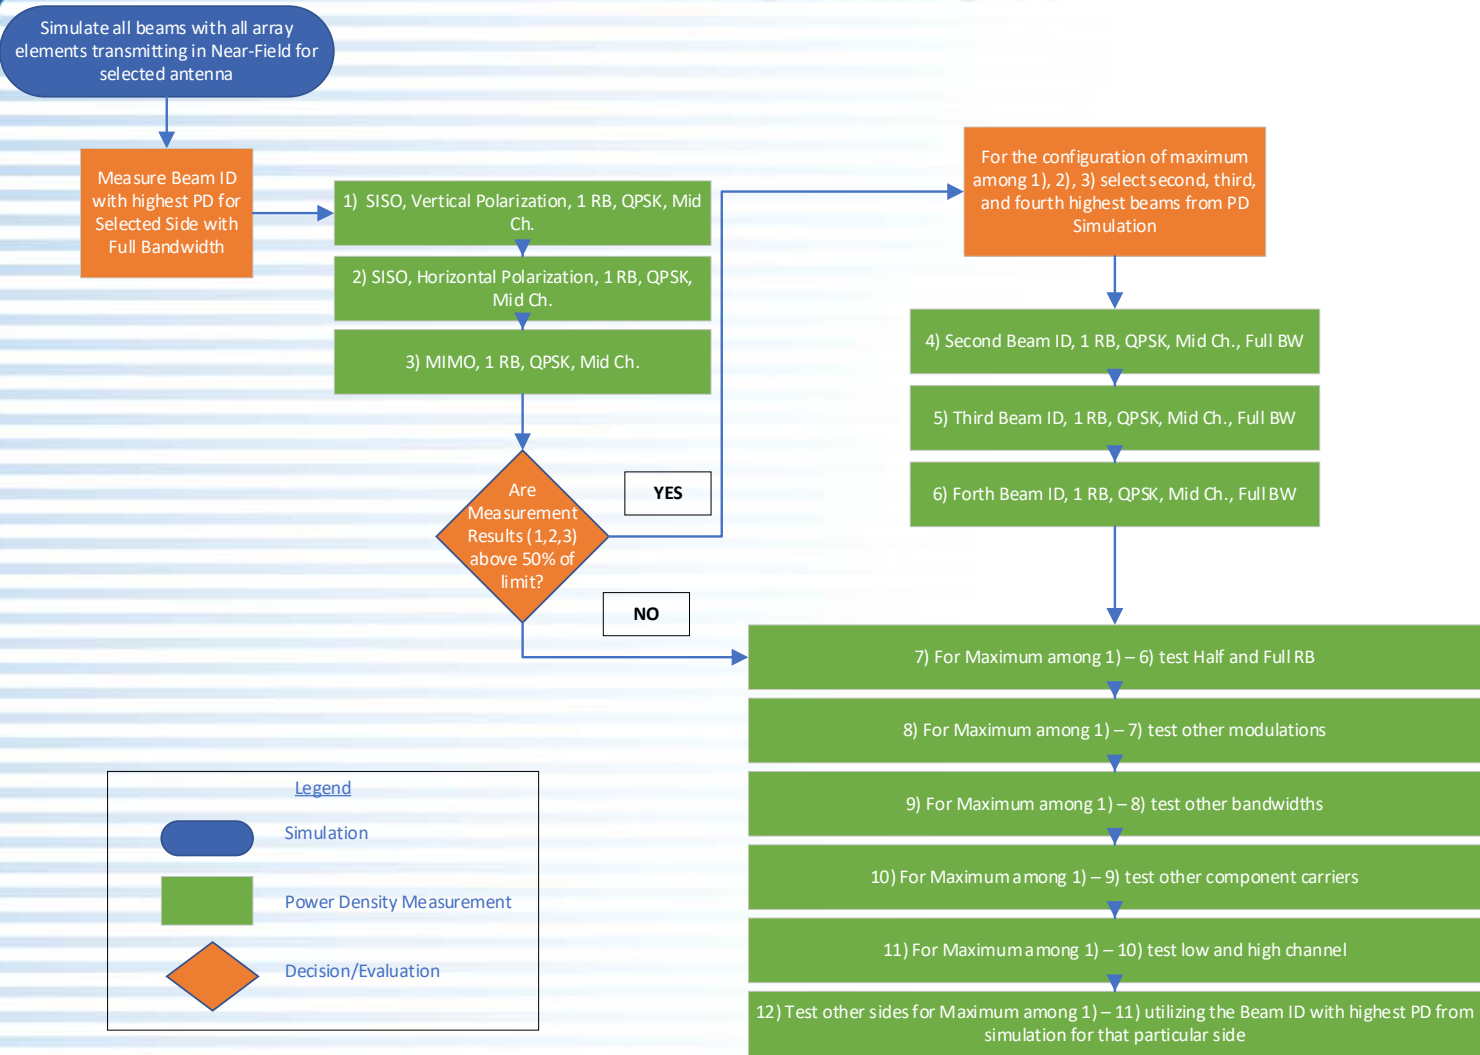 Simulate all beams with all array
elements transmitting in Near-Field for
selected antenna
Measure Beam ID
with highest PD for
Selected Side with
Full Bandwidth
1) SISO, Vertical Polarization, 1 RB, QPSK, Mid
Ch.
2) SISO, Horizontal Polarization, 1 RB, QPSK,
Mid Ch.
3) MIMO, 1 RB, QPSK, Mid Ch.
Are
Measurement
Results (1,2,3)
above 50% of
limit?
YES
NO
For the configuration of maximum
among 1), 2), 3) select second, third,
and fourth highest beams from PD
Simulation
4) Second Beam ID, 1 RB, QPSK, Mid Ch., Full BW
5) Third Beam ID, 1 RB, QPSK, Mid Ch., Full BW
6) Forth Beam ID, 1 RB, QPSK, Mid Ch., Full BW
7) For Maximum among 1) – 6) test Half and Full RB
8) For Maximum among 1) – 7) test other modulations
9) For Maximum among 1) – 8) test other bandwidths
10) For Maximum among 1) – 9) test other component carriers
11) For Maximum among 1) – 10) test low and high channel
12) Test other sides for Maximum among 1) – 11) utilizing the Beam ID with highest PD from
simulation for that particular side
Legend
Simulation
Power Density Measurement
Decision/Evaluation